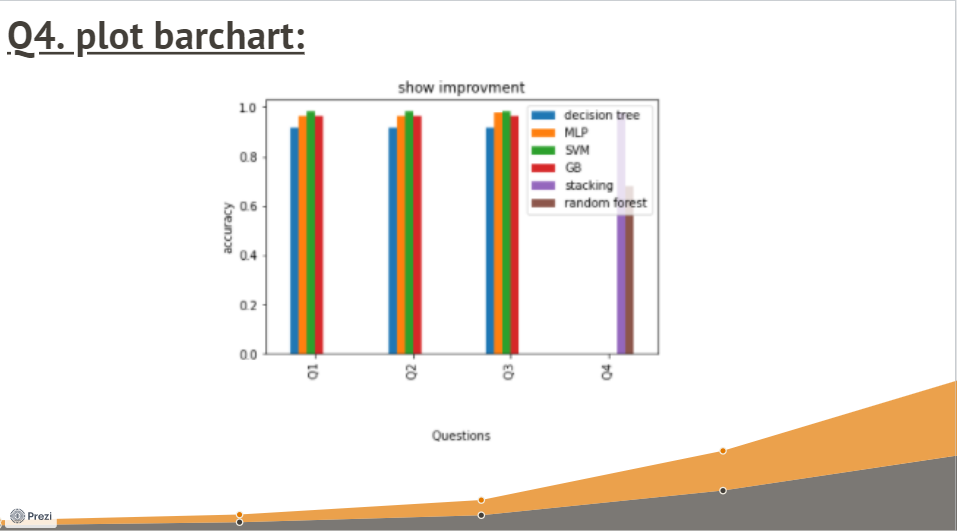 Q4. plot barchart:
show improvment
1.0
0.8
0.6
0.4
0.2
0.0
accuracy
decision tree
MLP
SVM
GB
stacking
random forest
Q1
Q2
Q3
Q4
Questions
Prezi